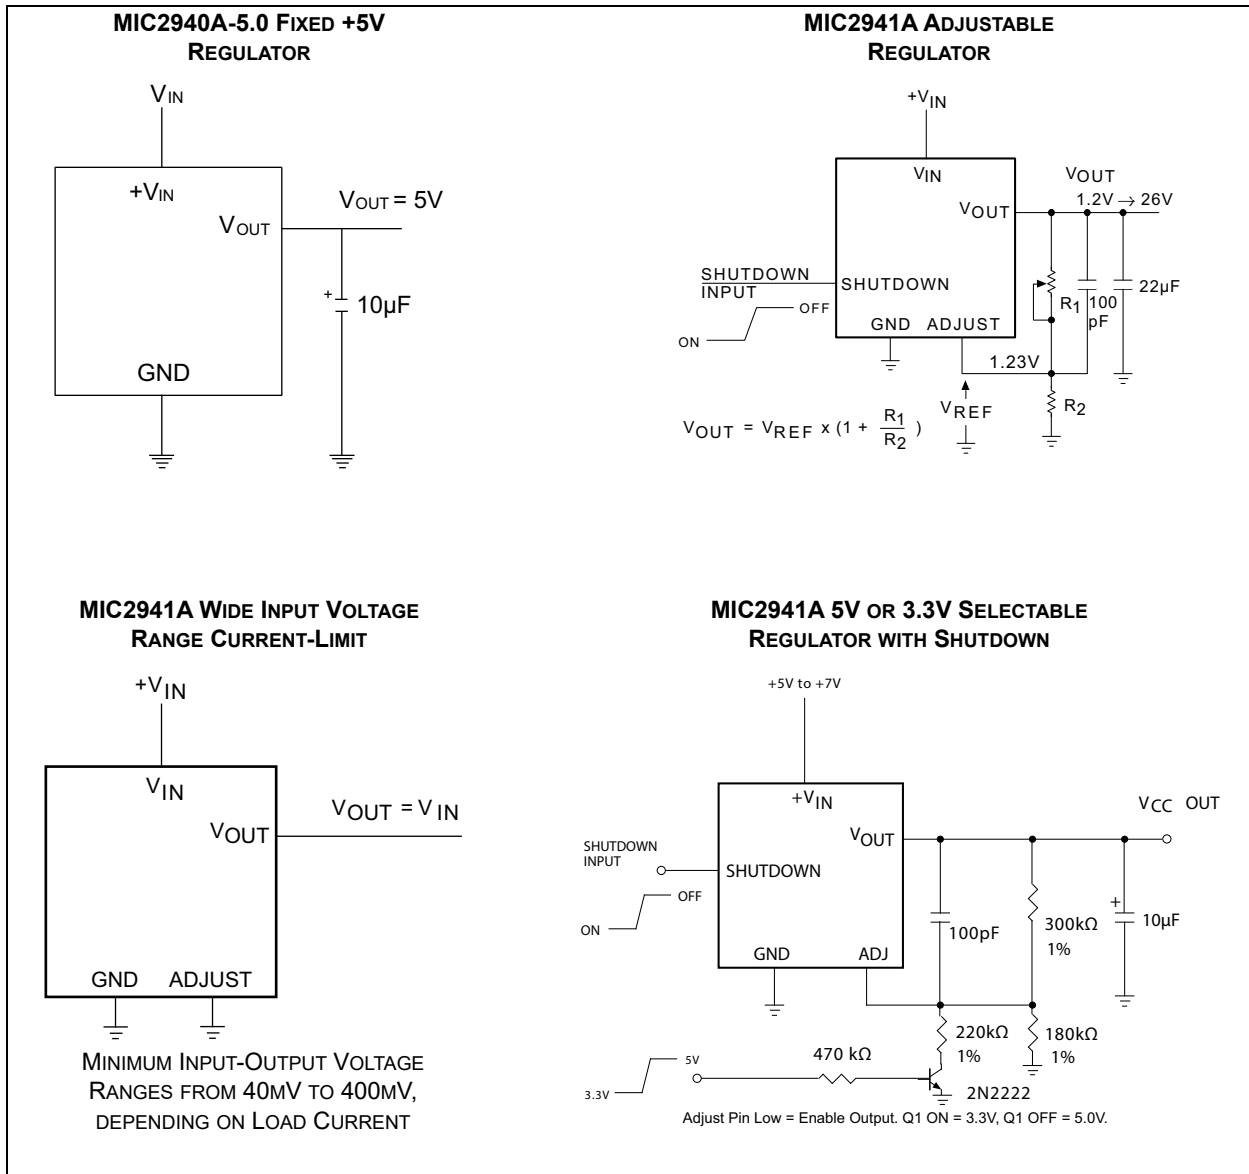 MIC2940A-5.0 FIXED +5V
REGULATOR
VIN
+VIN
VOUT
VOUT = 5V
+
10µF
GND
MIC2941A ADJUSTABLE
REGULATOR
+VIN
VIN
VOUT
VOUT
1.2V → 26V
SHUTDOWN
INPUT
SHUTDOWN
OFF
ON
GND
ADJUST
R1
100
pF
22µF
1.23V
VREF
R2
VOUT = VREF x (1 + R1
R2 )
MIC2941A WIDE INPUT VOLTAGE
RANGE CURRENT-LIMIT
+VIN
VIN
VOUT
VOUT = VIN
GND
ADJUST
MINIMUM INPUT-OUTPUT VOLTAGE
RANGES FROM 40MV TO 400MV,
DEPENDING ON LOAD CURRENT
MIC2941A 5V OR 3.3V SELECTABLE
REGULATOR WITH SHUTDOWN
+5V to +7V
+VIN
VOUT
VCC OUT
SHUTDOWN
INPUT
SHUTDOWN
OFF
ON
GND
ADJ
100pF
300kΩ
1%
+
10µF
220kΩ
1%
180kΩ
1%
470 kΩ
5V
3.3V
2N2222
Adjust Pin Low = Enable Output. Q1 ON = 3.3V, Q1 OFF = 5.0V.